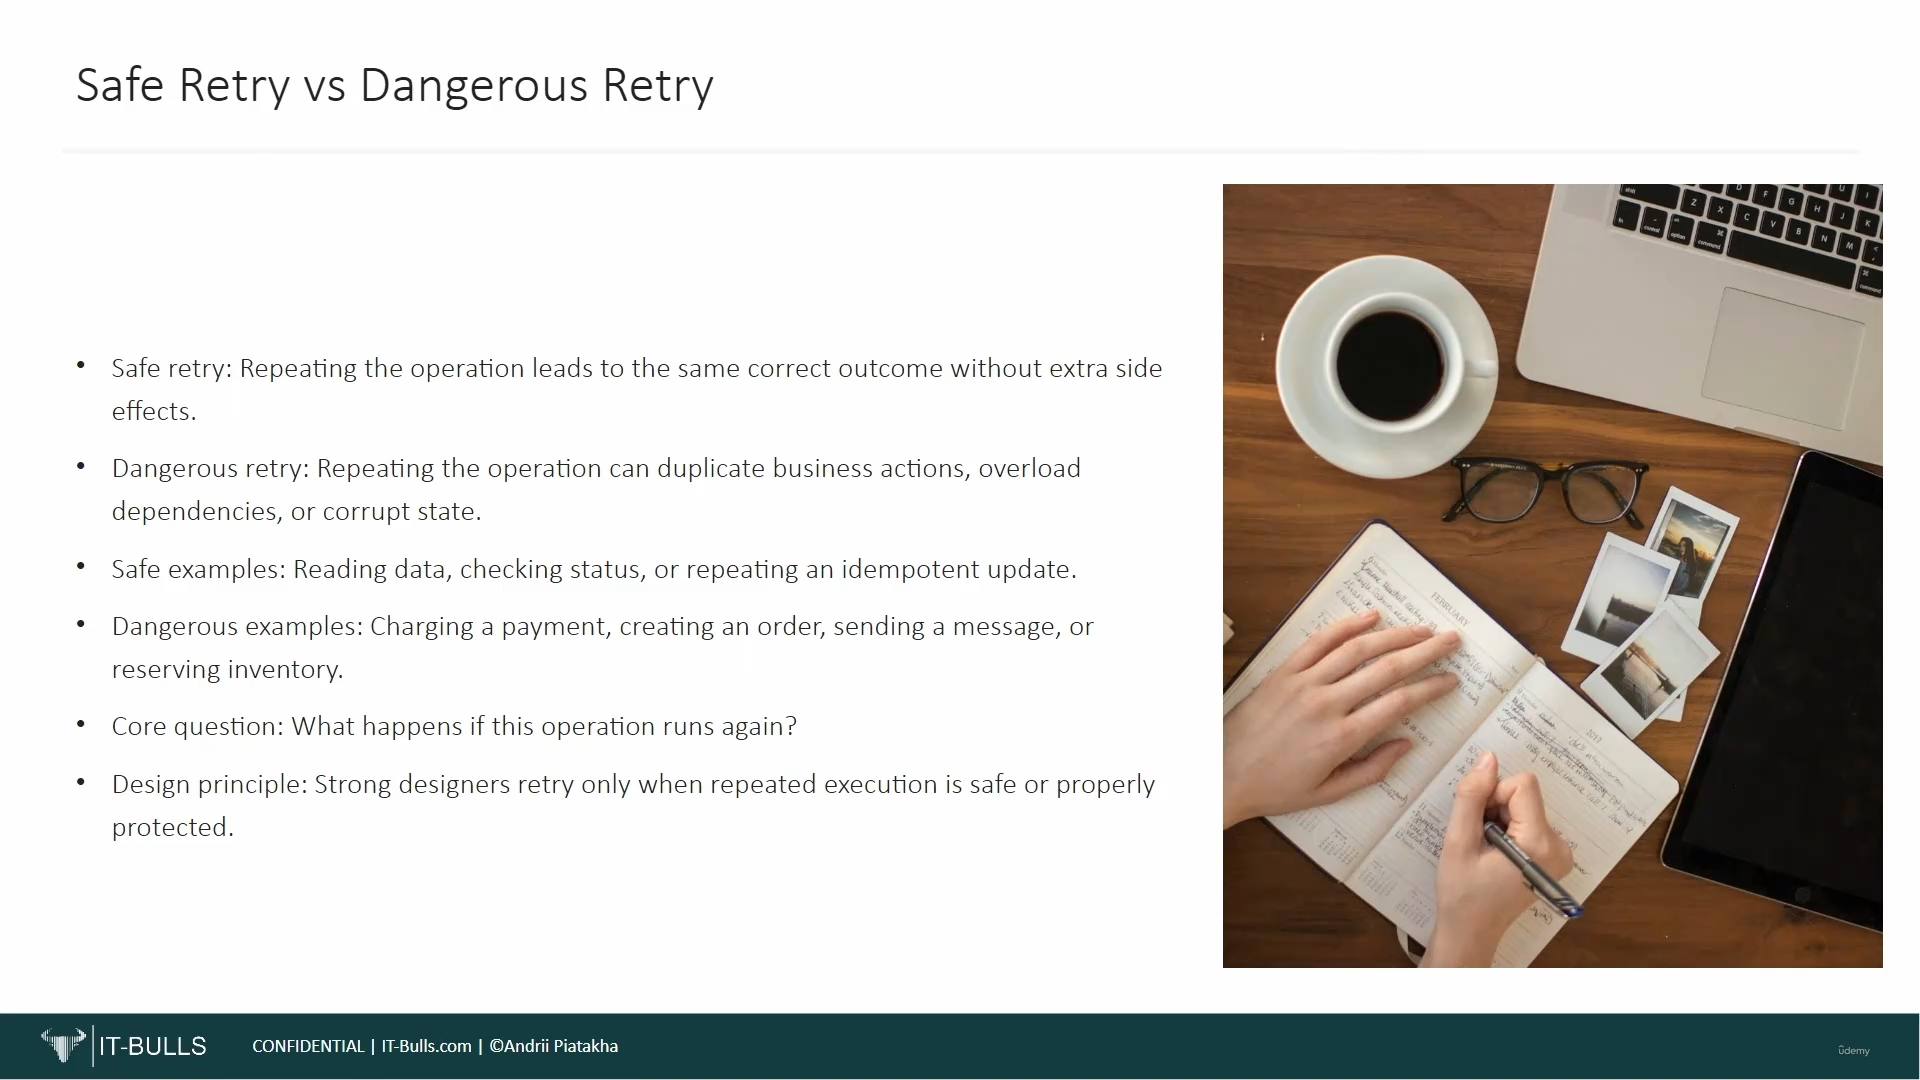 Safe Retry vs Dangerous Retry
• Safe retry: Repeating the operation leads to the same correct outcome without extra side
effects.
• Dangerous retry: Repeating the operation can duplicate business actions, overload
dependencies, or corrupt state.
• Safe examples: Reading data, checking status, or repeating an idempotent update.
• Dangerous examples: Charging a payment, creating an order, sending a message, or
reserving inventory.
• Core question: What happens if this operation runs again?
• Design principle: Strong designers retry only when repeated execution is safe or properly
protected.
FEBRUARY
IT-BULLS
CONFIDENTIAL | IT-Bulls.com | ©Andrii Piatakha
udemy